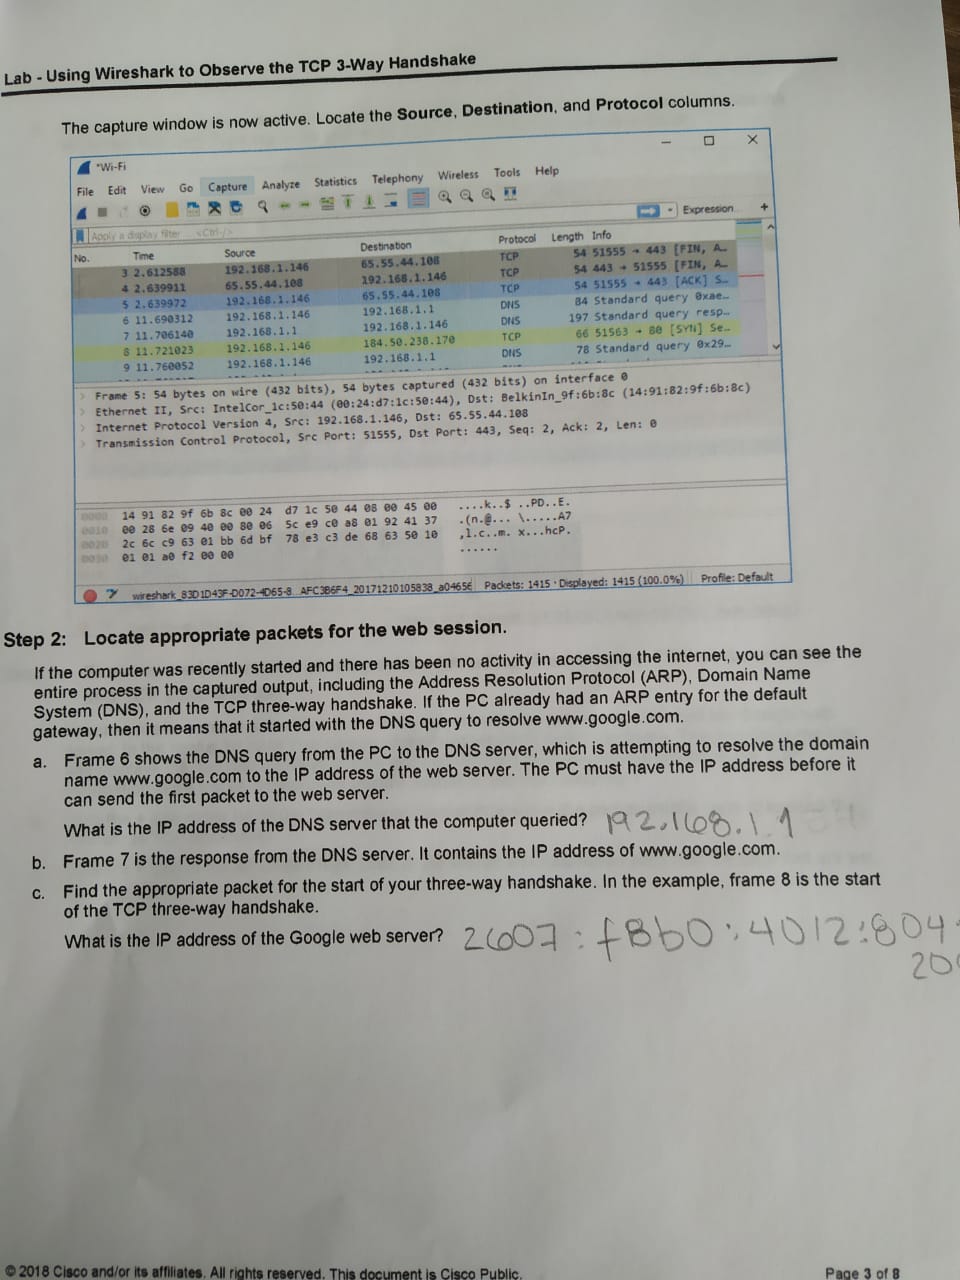 Lab - Using Wireshark to Observe the TCP 3-Way Handshake
The capture window is now active. Locate the Source, Destination, and Protocol columns.
*Wi-Fi
File Edit View Go Capture Analyze Statistics Telephony Wireless Tools Help
Apply a display filter ... <Ctrl-/> Expression... +
No. Time Source Destination Protocol Length Info
3 2.612588 192.168.1.146 65.55.44.108 TCP 54 51555 → 443 [FIN, A…
4 2.639911 65.55.44.108 192.168.1.146 TCP 54 443 → 51555 [FIN, A…
5 2.639972 192.168.1.146 65.55.44.108 TCP 54 51555 → 443 [ACK] S…
6 11.690312 192.168.1.146 192.168.1.1 DNS 84 Standard query 0xae…
7 11.706140 192.168.1.1 192.168.1.146 DNS 197 Standard query resp…
8 11.721023 192.168.1.146 184.50.238.170 TCP 66 51563 → 80 [SYN] Se…
9 11.760052 192.168.1.146 192.168.1.1 DNS 78 Standard query 0x29…
Frame 5: 54 bytes on wire (432 bits), 54 bytes captured (432 bits) on interface 0
Ethernet II, Src: IntelCor_1c:50:44 (00:24:d7:1c:50:44), Dst: BelkinIn_9f:6b:8c (14:91:82:9f:6b:8c)
Internet Protocol Version 4, Src: 192.168.1.146, Dst: 65.55.44.108
Transmission Control Protocol, Src Port: 51555, Dst Port: 443, Seq: 2, Ack: 2, Len: 0
0000 14 91 82 9f 6b 8c 00 24 d7 1c 50 44 08 00 45 00 ....k..$ ..PD..E.
0010 00 28 6e 09 40 00 80 06 5c e9 c0 a8 01 92 41 37 .(n.@... \.....A7
0020 2c 6c c9 63 01 bb 6d bf 78 e3 c3 de 68 63 50 10 ,l.c..m. x...hcP.
0030 01 01 a0 f2 00 00 ......
wireshark_83D1D43F-D072-4D65-8...AFC3B6F4_20171210105838_a04656 Packets: 1415 · Displayed: 1415 (100.0%) Profile: Default
Step 2: Locate appropriate packets for the web session.
If the computer was recently started and there has been no activity in accessing the internet, you can see the
entire process in the captured output, including the Address Resolution Protocol (ARP), Domain Name
System (DNS), and the TCP three-way handshake. If the PC already had an ARP entry for the default
gateway, then it means that it started with the DNS query to resolve www.google.com.
a. Frame 6 shows the DNS query from the PC to the DNS server, which is attempting to resolve the domain
name www.google.com to the IP address of the web server. The PC must have the IP address before it
can send the first packet to the web server.
What is the IP address of the DNS server that the computer queried? 192.168.1.1
b. Frame 7 is the response from the DNS server. It contains the IP address of www.google.com.
c. Find the appropriate packet for the start of your three-way handshake. In the example, frame 8 is the start
of the TCP three-way handshake.
What is the IP address of the Google web server? 2607:f8b0:4012:804
200
© 2018 Cisco and/or its affiliates. All rights reserved. This document is Cisco Public. Page 3 of 8